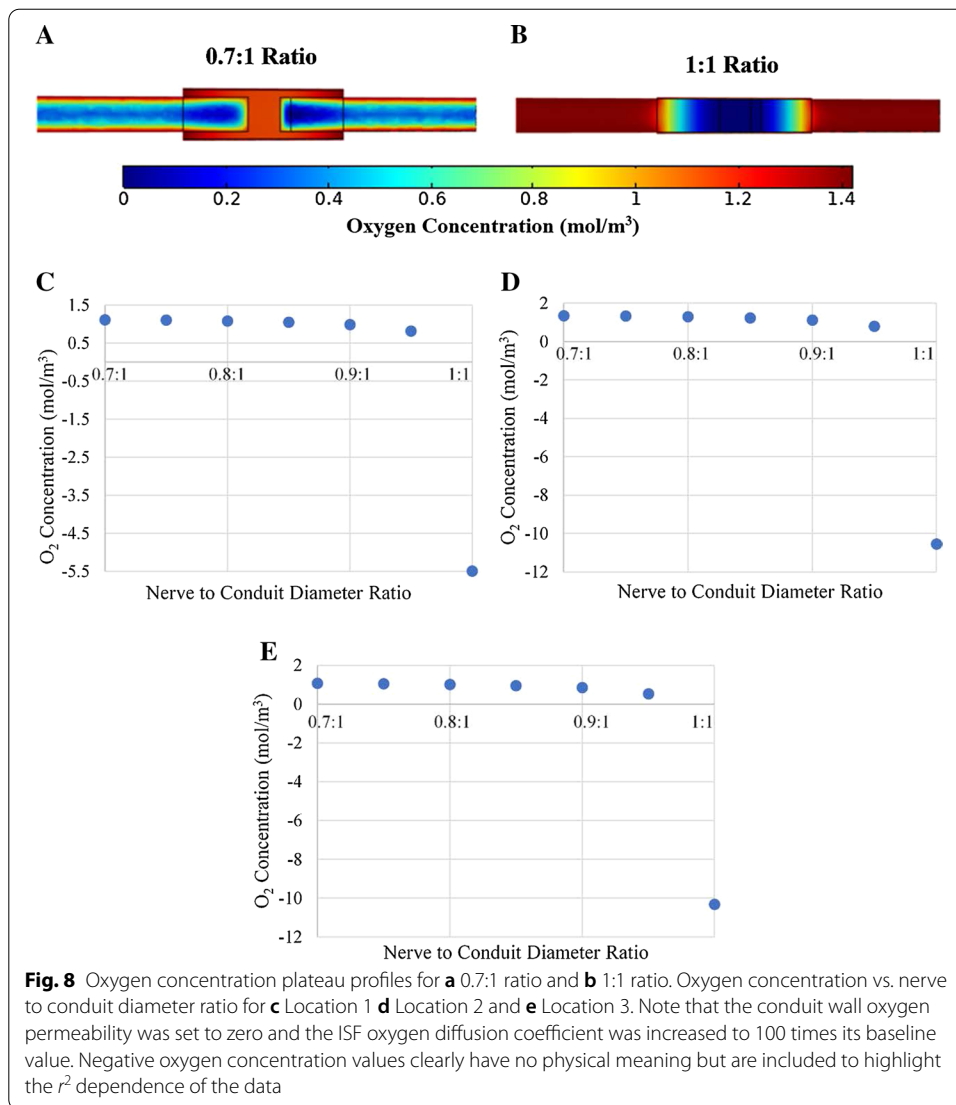 A
0.7:1 Ratio
B
1:1 Ratio
0 0.2 0.4 0.6 0.8 1 1.2 1.4
Oxygen Concentration (mol/m³)
C
O₂ Concentration (mol/m³)
1.5
0.5
-0.5
-1.5
-2.5
-3.5
-4.5
-5.5
0.7:1 0.8:1 0.9:1 1:1
Nerve to Conduit Diameter Ratio
D
O₂ Concentration (mol/m³)
2
0
-2
-4
-6
-8
-10
-12
0.7:1 0.8:1 0.9:1 1:1
Nerve to Conduit Diameter Ratio
E
O₂ Concentration (mol/m³)
2
0
-2
-4
-6
-8
-10
-12
0.7:1 0.8:1 0.9:1 1:1
Nerve to Conduit Diameter Ratio
Fig. 8 Oxygen concentration plateau profiles for a 0.7:1 ratio and b 1:1 ratio. Oxygen concentration vs. nerve
to conduit diameter ratio for c Location 1 d Location 2 and e Location 3. Note that the conduit wall oxygen
permeability was set to zero and the ISF oxygen diffusion coefficient was increased to 100 times its baseline
value. Negative oxygen concentration values clearly have no physical meaning but are included to highlight
the r² dependence of the data